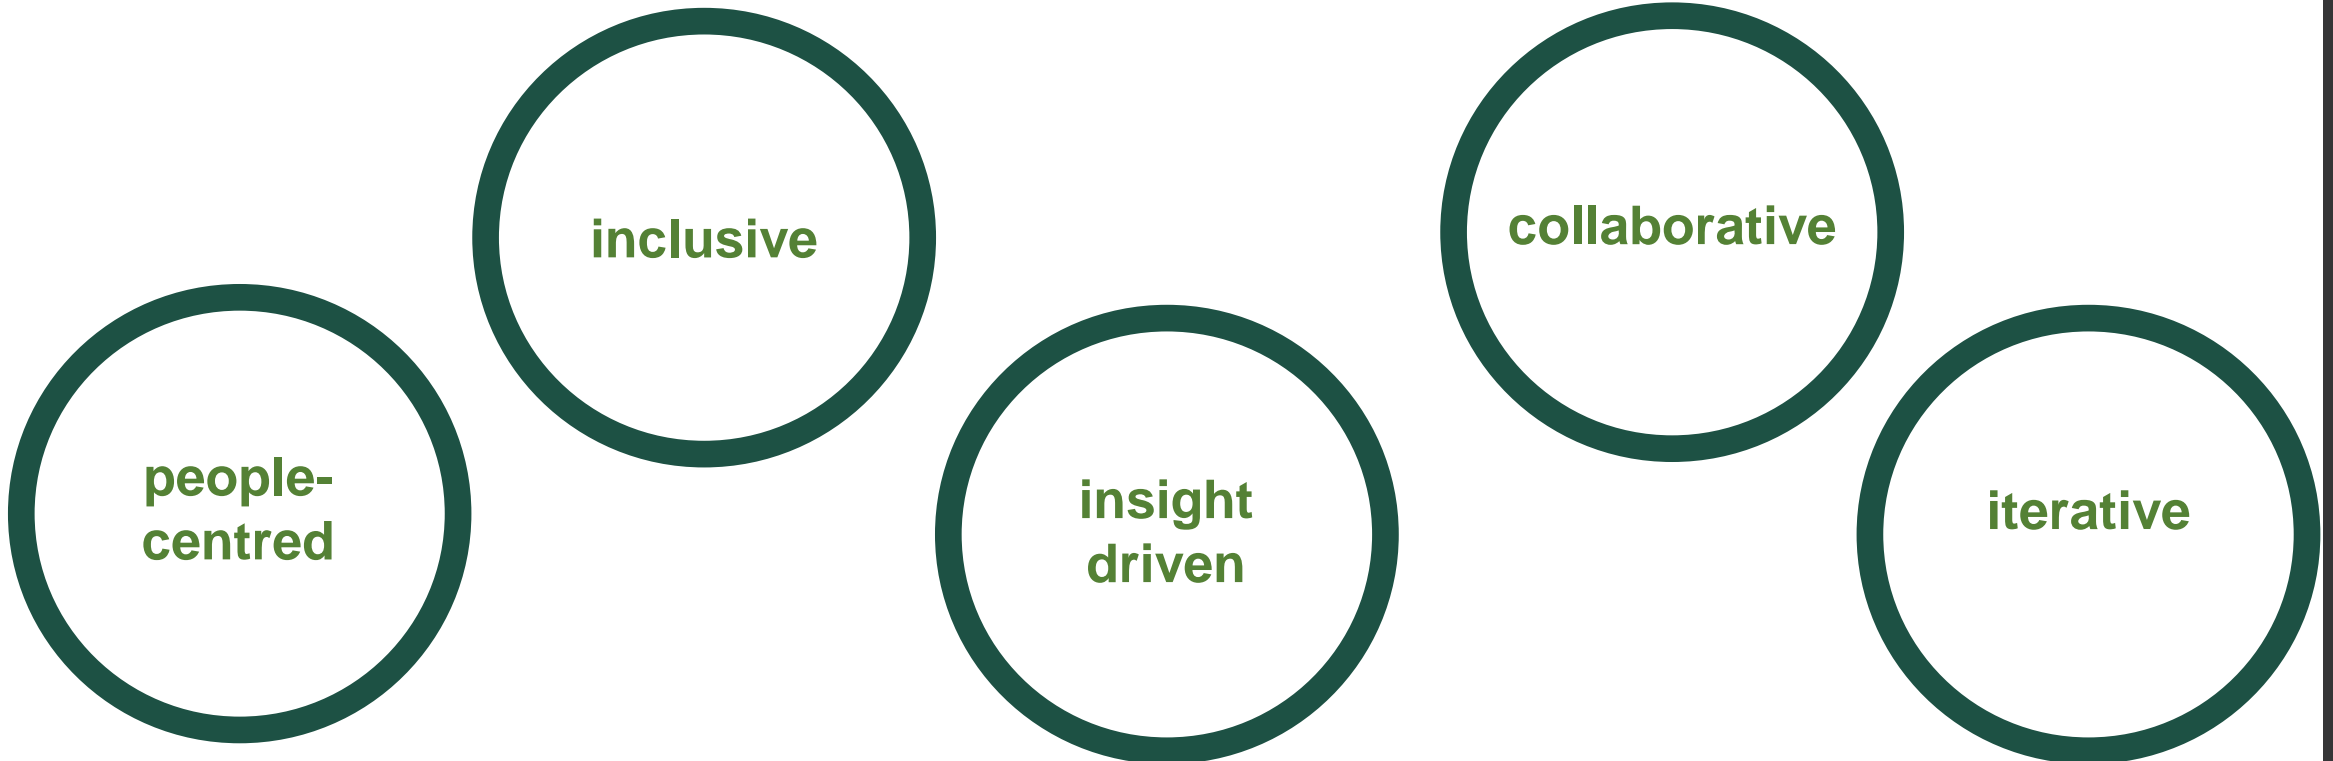 people-
centred
inclusive
insight
driven
collaborative
iterative